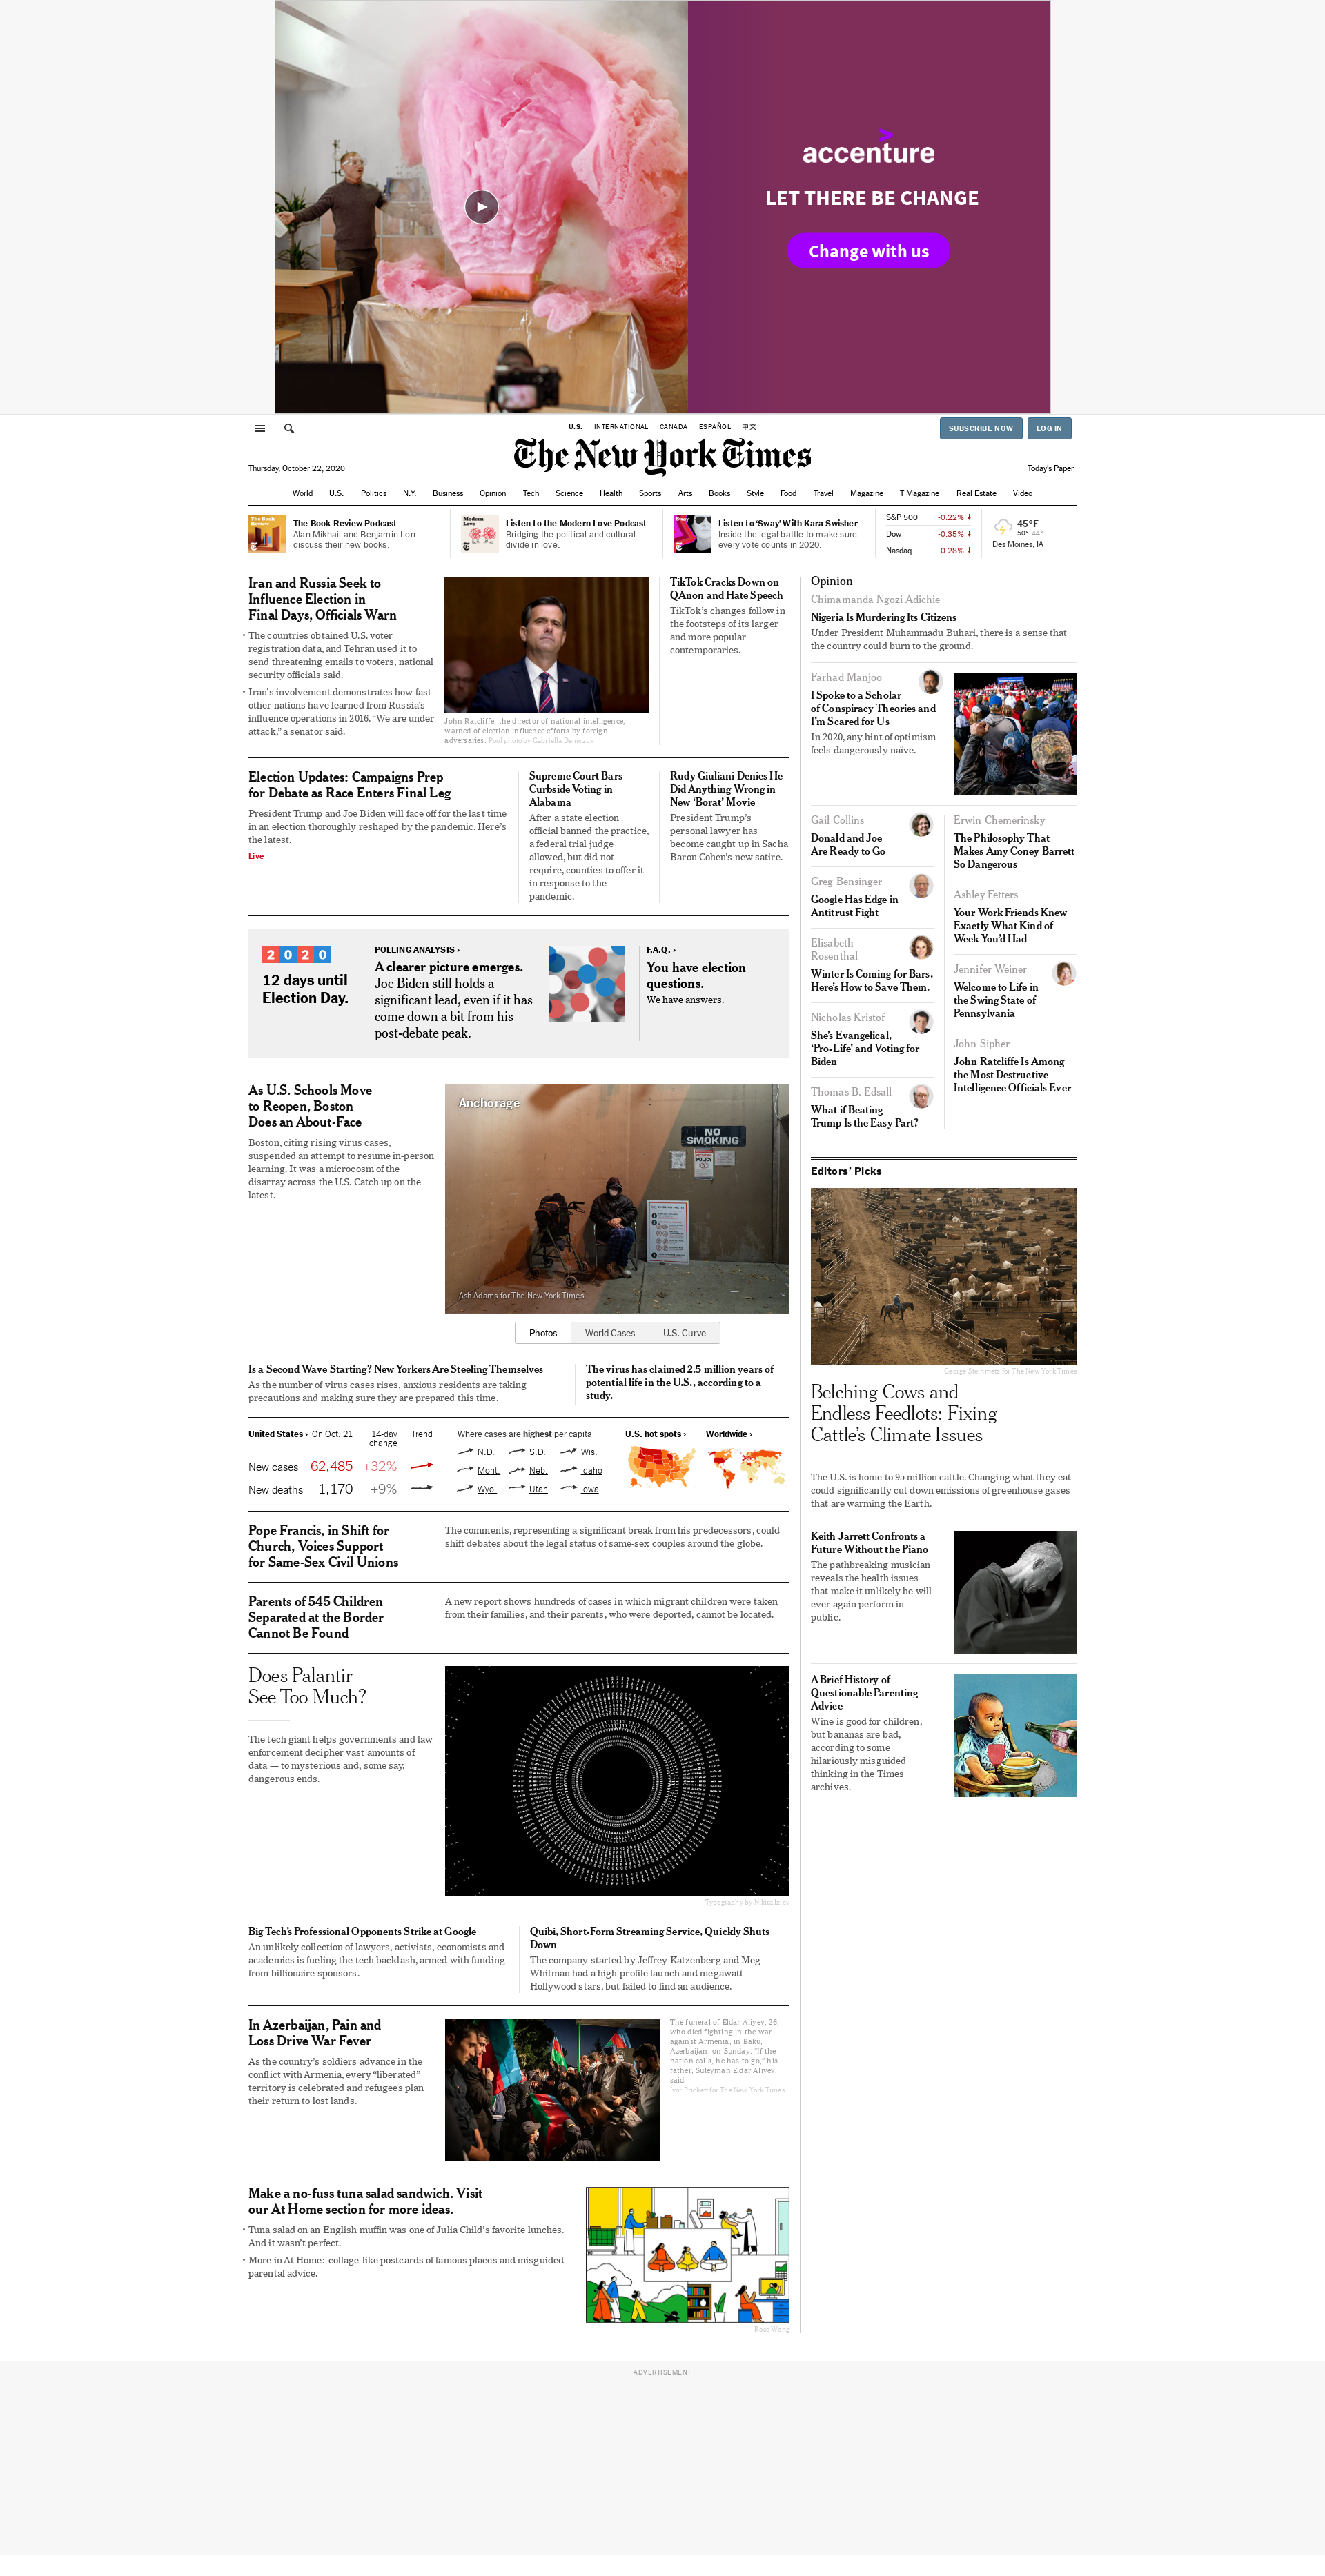 accenture
LET THERE BE CHANGE
Change with us
U.S. INTERNATIONAL CANADA ESPAÑOL 中文
SUBSCRIBE NOW LOG IN
The New York Times
Thursday, October 22, 2020
Today's Paper
World U.S. Politics N.Y. Business Opinion Tech Science Health Sports Arts Books Style Food Travel Magazine T Magazine Real Estate Video
The Book Review Podcast
Alan Mikhail and Benjamin Lorr
discuss their new books.
Listen to the Modern Love Podcast
Bridging the political and cultural
divide in love.
Listen to ‘Sway’ With Kara Swisher
Inside the legal battle to make sure
every vote counts in 2020.
S&P 500 -0.22% ↓
Dow -0.35% ↓
Nasdaq -0.28% ↓
45°F
50° 44°
Des Moines, IA
Iran and Russia Seek to
Influence Election in
Final Days, Officials Warn
• The countries obtained U.S. voter
registration data, and Tehran used it to
send threatening emails to voters, national
security officials said.
• Iran’s involvement demonstrates how fast
other nations have learned from Russia’s
influence operations in 2016. “We are under
attack,” a senator said.
John Ratcliffe, the director of national intelligence,
warned of election influence efforts by foreign
adversaries. Pool photo by Gabriella Demczuk
TikTok Cracks Down on
QAnon and Hate Speech
TikTok’s changes follow in
the footsteps of its larger
and more popular
contemporaries.
Election Updates: Campaigns Prep
for Debate as Race Enters Final Leg
President Trump and Joe Biden will face off for the last time
in an election thoroughly reshaped by the pandemic. Here’s
the latest.
Live
Supreme Court Bars
Curbside Voting in
Alabama
After a state election
official banned the practice,
a federal trial judge
allowed, but did not
require, counties to offer it
in response to the
pandemic.
Rudy Giuliani Denies He
Did Anything Wrong in
New ‘Borat’ Movie
President Trump’s
personal lawyer has
become caught up in Sacha
Baron Cohen’s new satire.
2020
12 days until
Election Day.
POLLING ANALYSIS ›
A clearer picture emerges.
Joe Biden still holds a
significant lead, even if it has
come down a bit from his
post-debate peak.
F.A.Q. ›
You have election
questions.
We have answers.
As U.S. Schools Move
to Reopen, Boston
Does an About-Face
Boston, citing rising virus cases,
suspended an attempt to resume in-person
learning. It was a microcosm of the
disarray across the U.S. Catch up on the
latest.
Anchorage
NO
SMOKING
Ash Adams for The New York Times
Photos World Cases U.S. Curve
Is a Second Wave Starting? New Yorkers Are Steeling Themselves
As the number of virus cases rises, anxious residents are taking
precautions and making sure they are prepared this time.
The virus has claimed 2.5 million years of
potential life in the U.S., according to a
study.
United States › On Oct. 21 14-day change Trend
New cases 62,485 +32%
New deaths 1,170 +9%
Where cases are highest per capita
N.D. S.D. Wis.
Mont. Neb. Idaho
Wyo. Utah Iowa
U.S. hot spots › Worldwide ›
Pope Francis, in Shift for
Church, Voices Support
for Same-Sex Civil Unions
The comments, representing a significant break from his predecessors, could
shift debates about the legal status of same-sex couples around the globe.
Parents of 545 Children
Separated at the Border
Cannot Be Found
A new report shows hundreds of cases in which migrant children were taken
from their families, and their parents, who were deported, cannot be located.
Does Palantir
See Too Much?
The tech giant helps governments and law
enforcement decipher vast amounts of
data — to mysterious and, some say,
dangerous ends.
Typography by Nikita Iziev
Big Tech’s Professional Opponents Strike at Google
An unlikely collection of lawyers, activists, economists and
academics is fueling the tech backlash, armed with funding
from billionaire sponsors.
Quibi, Short-Form Streaming Service, Quickly Shuts
Down
The company started by Jeffrey Katzenberg and Meg
Whitman had a high-profile launch and megawatt
Hollywood stars, but failed to find an audience.
In Azerbaijan, Pain and
Loss Drive War Fever
As the country’s soldiers advance in the
conflict with Armenia, every “liberated”
territory is celebrated and refugees plan
their return to lost lands.
The funeral of Eldar Aliyev, 26,
who died fighting in the war
against Armenia, in Baku,
Azerbaijan, on Sunday. “If the
nation calls, he has to go,” his
father, Suleyman Eldar Aliyev,
said.
Ivor Prickett for The New York Times
Make a no-fuss tuna salad sandwich. Visit
our At Home section for more ideas.
• Tuna salad on an English muffin was one of Julia Child’s favorite lunches.
And it wasn’t perfect.
• More in At Home: collage-like postcards of famous places and misguided
parental advice.
Opinion
Chimamanda Ngozi Adichie
Nigeria Is Murdering Its Citizens
Under President Muhammadu Buhari, there is a sense that
the country could burn to the ground.
Farhad Manjoo
I Spoke to a Scholar
of Conspiracy Theories and
I’m Scared for Us
In 2020, any hint of optimism
feels dangerously naïve.
Gail Collins
Donald and Joe
Are Ready to Go
Greg Bensinger
Google Has Edge in
Antitrust Fight
Elisabeth
Rosenthal
Winter Is Coming for Bars.
Here’s How to Save Them.
Nicholas Kristof
She’s Evangelical,
‘Pro-Life’ and Voting for
Biden
Thomas B. Edsall
What if Beating
Trump Is the Easy Part?
Erwin Chemerinsky
The Philosophy That
Makes Amy Coney Barrett
So Dangerous
Ashley Fetters
Your Work Friends Knew
Exactly What Kind of
Week You’d Had
Jennifer Weiner
Welcome to Life in
the Swing State of
Pennsylvania
John Sipher
John Ratcliffe Is Among
the Most Destructive
Intelligence Officials Ever
Editors’ Picks
George Steinmetz for The New York Times
Belching Cows and
Endless Feedlots: Fixing
Cattle’s Climate Issues
The U.S. is home to 95 million cattle. Changing what they eat
could significantly cut down emissions of greenhouse gases
that are warming the Earth.
Keith Jarrett Confronts a
Future Without the Piano
The pathbreaking musician
reveals the health issues
that make it unlikely he will
ever again perform in
public.
A Brief History of
Questionable Parenting
Advice
Wine is good for children,
but bananas are bad,
according to some
hilariously misguided
thinking in the Times
archives.
ADVERTISEMENT